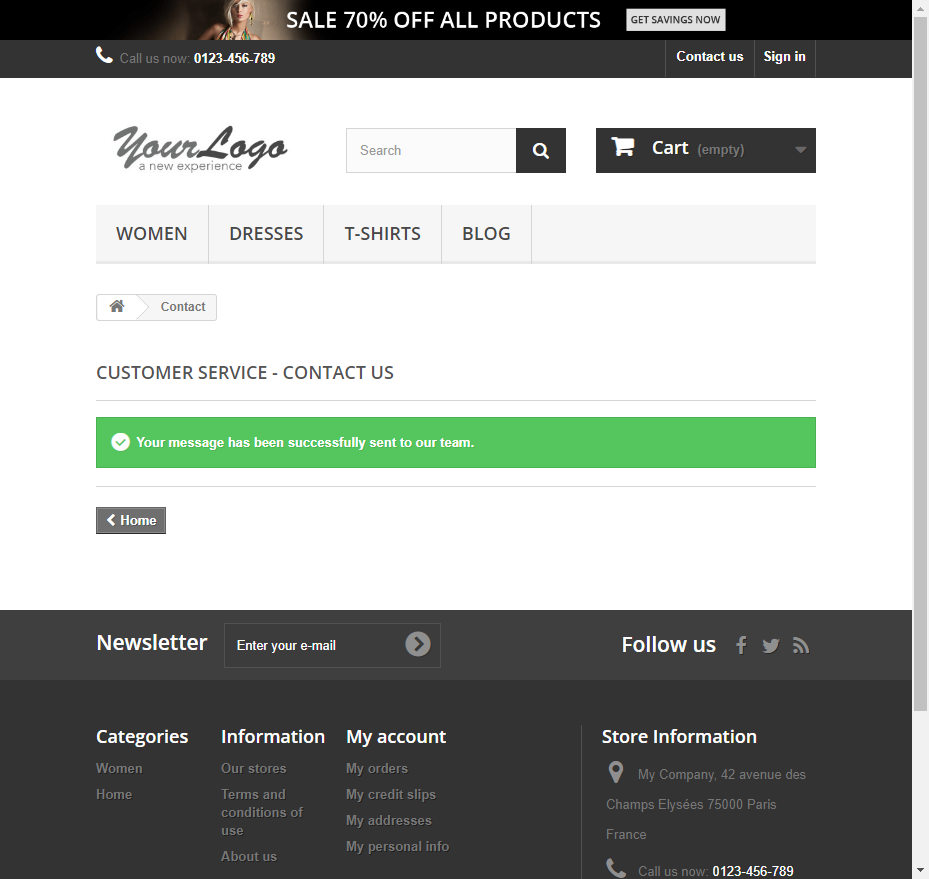 SALE 70% OFF ALL PRODUCTS
GET SAVINGS NOW
Call us now: 0123-456-789
Contact us
Sign in
YourLogo
a new experience
Search
Cart (empty)
WOMEN
DRESSES
T-SHIRTS
BLOG
Contact
CUSTOMER SERVICE - CONTACT US
Your message has been successfully sent to our team.
Home
Newsletter
Enter your e-mail
Follow us
Categories
Women
Home
Information
Our stores
Terms and
conditions of
use
About us
My account
My orders
My credit slips
My addresses
My personal info
Store Information
My Company, 42 avenue des
Champs Elysées 75000 Paris
France
Call us now: 0123-456-789